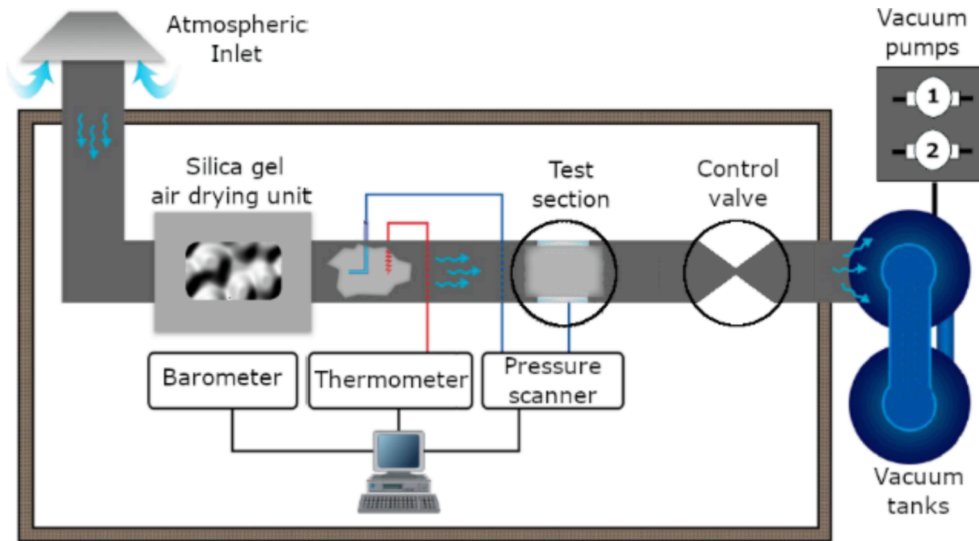 Atmospheric
Inlet
Vacuum
pumps
1
2
Silica gel
air drying unit
Test
section
Control
valve
Barometer
Thermometer
Pressure
scanner
Vacuum
tanks